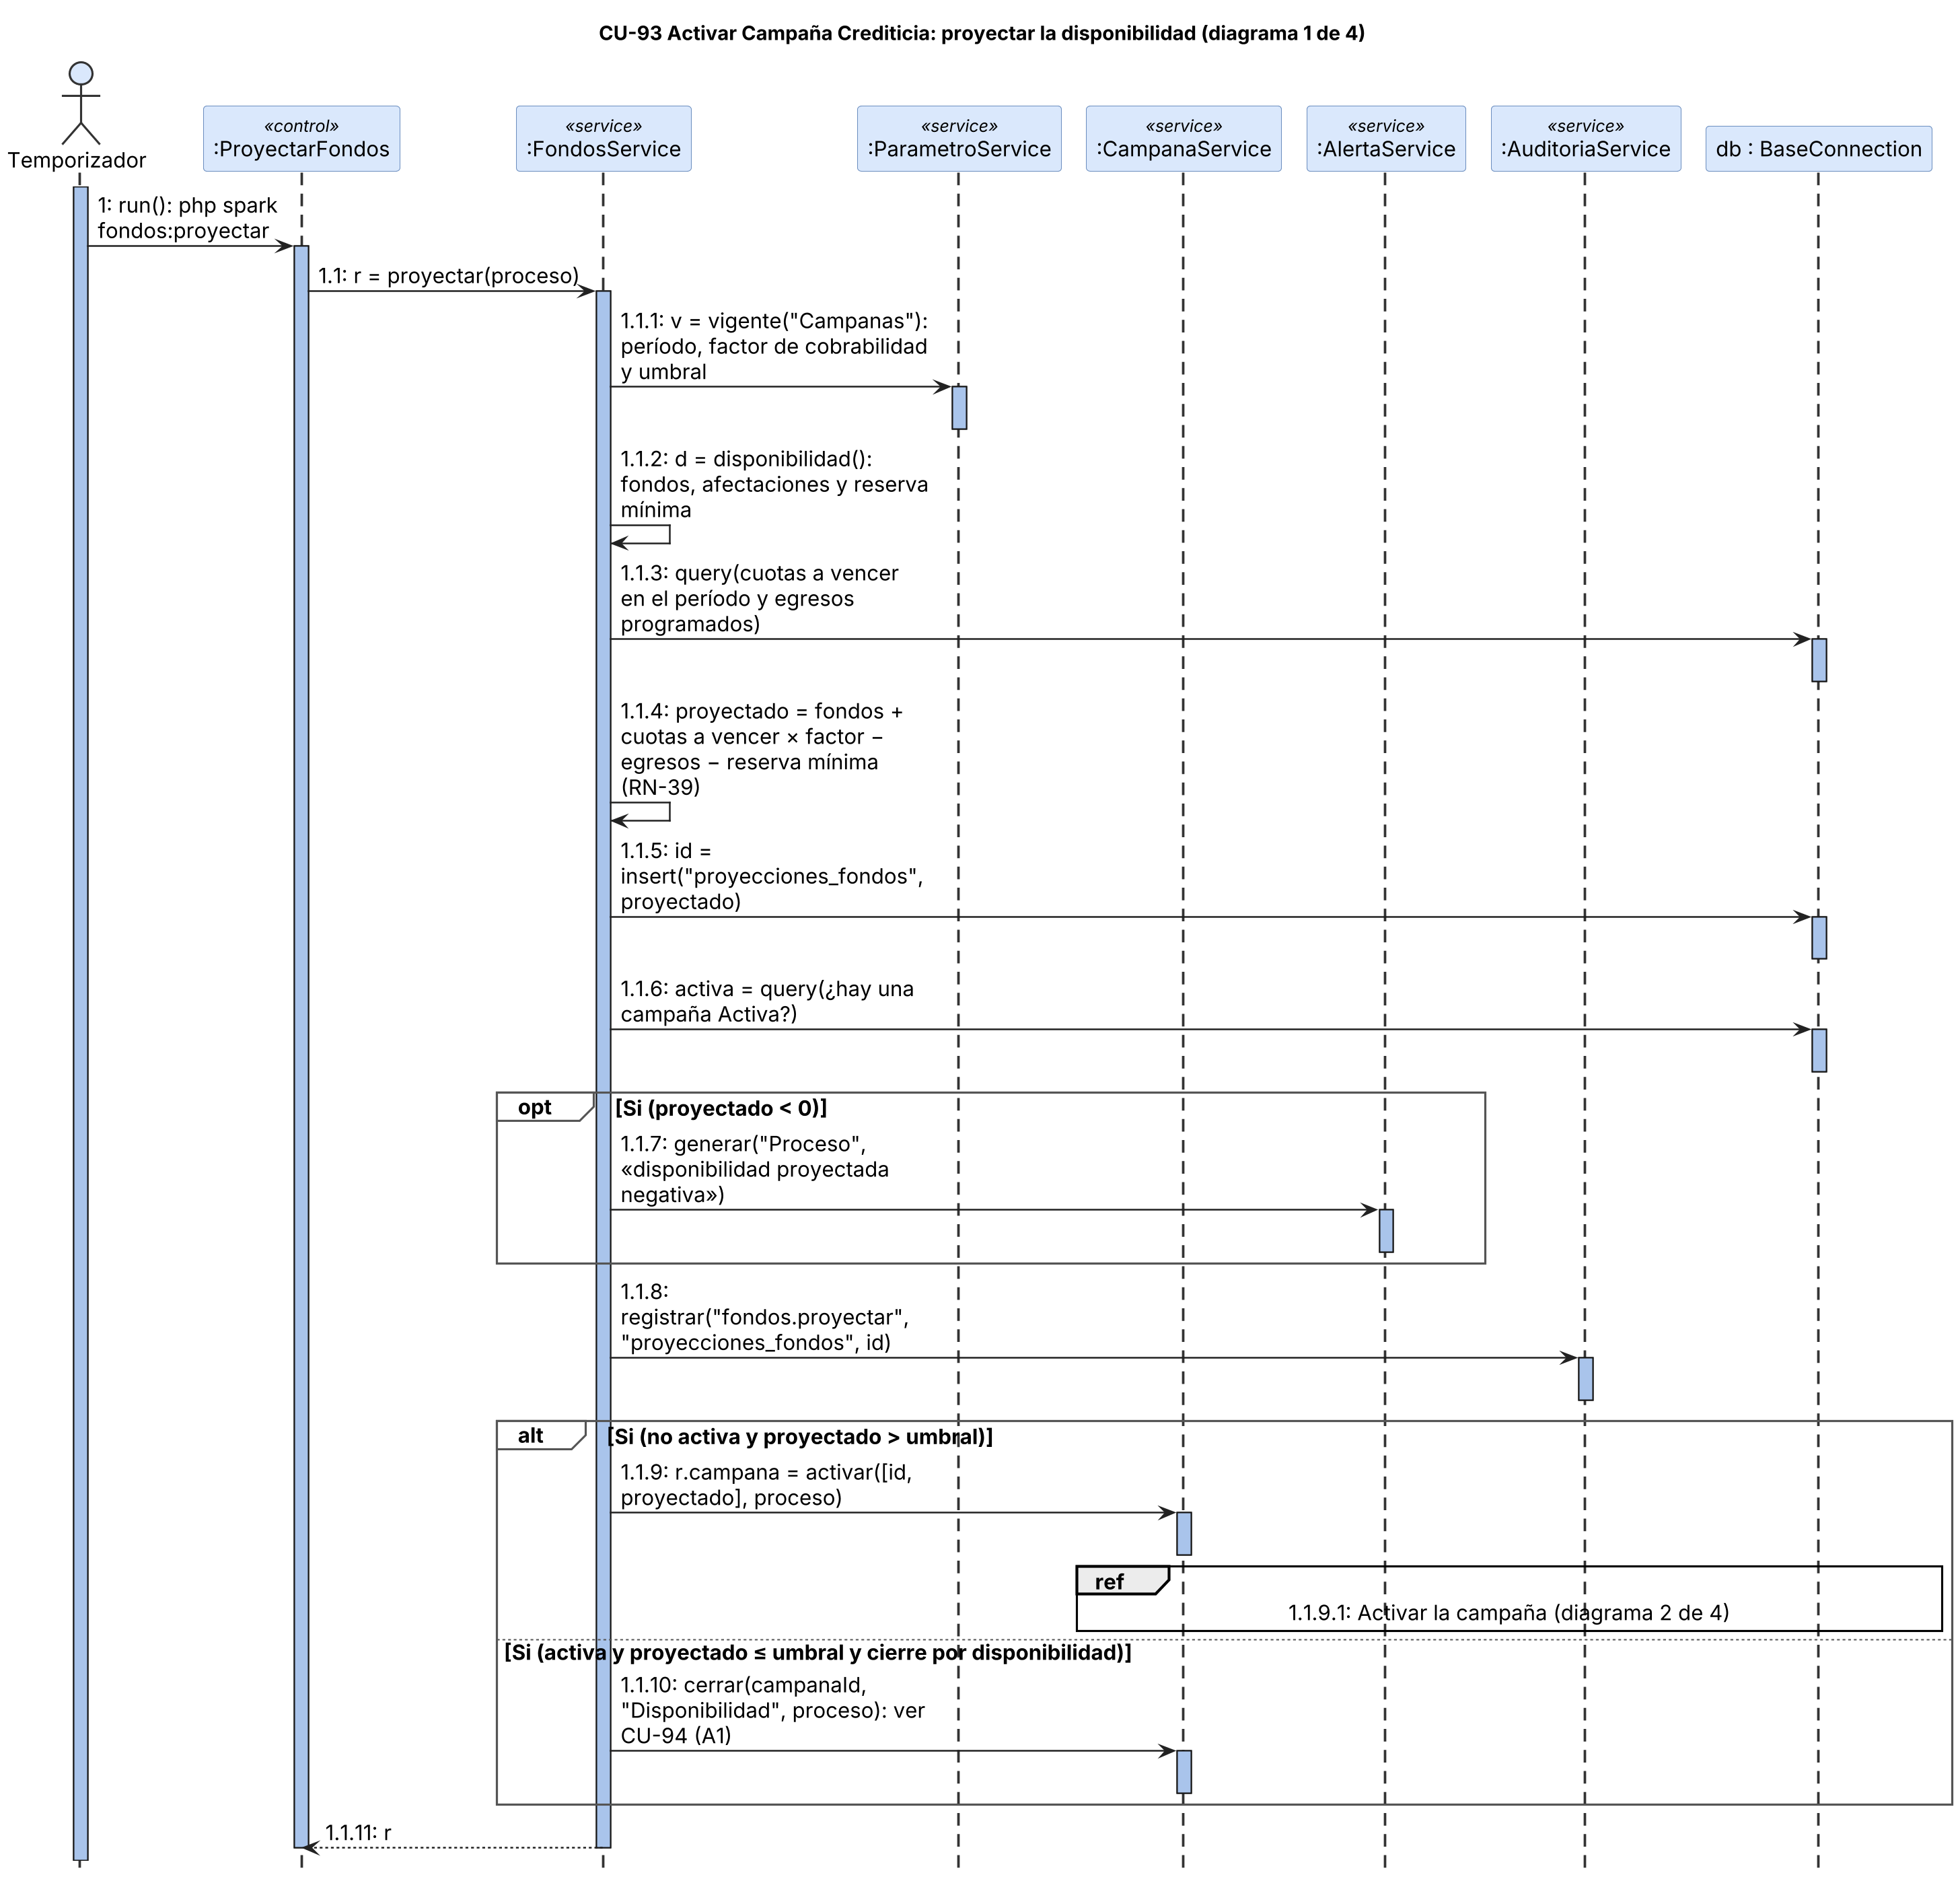 CU-93 Activar Campaña Crediticia: proyectar la disponibilidad (diagrama 1 de 4)
Temporizador
«control»
:ProyectarFondos
«service»
:FondosService
«service»
:ParametroService
«service»
:CampanaService
«service»
:AlertaService
«service»
:AuditoriaService
db : BaseConnection
1: run(): php spark
fondos:proyectar
1.1: r = proyectar(proceso)
1.1.1: v = vigente("Campanas"):
período, factor de cobrabilidad
y umbral
1.1.2: d = disponibilidad():
fondos, afectaciones y reserva
mínima
1.1.3: query(cuotas a vencer
en el período y egresos
programados)
1.1.4: proyectado = fondos +
cuotas a vencer × factor −
egresos − reserva mínima
(RN-39)
1.1.5: id =
insert("proyecciones_fondos",
proyectado)
1.1.6: activa = query(¿hay una
campaña Activa?)
opt
[Si (proyectado < 0)]
1.1.7: generar("Proceso",
«disponibilidad proyectada
negativa»)
1.1.8:
registrar("fondos.proyectar",
"proyecciones_fondos", id)
alt
[Si (no activa y proyectado > umbral)]
1.1.9: r.campana = activar([id,
proyectado], proceso)
ref
1.1.9.1: Activar la campaña (diagrama 2 de 4)
[Si (activa y proyectado ≤ umbral y cierre por disponibilidad)]
1.1.10: cerrar(campanaId,
"Disponibilidad", proceso): ver
CU-94 (A1)
1.1.11: r